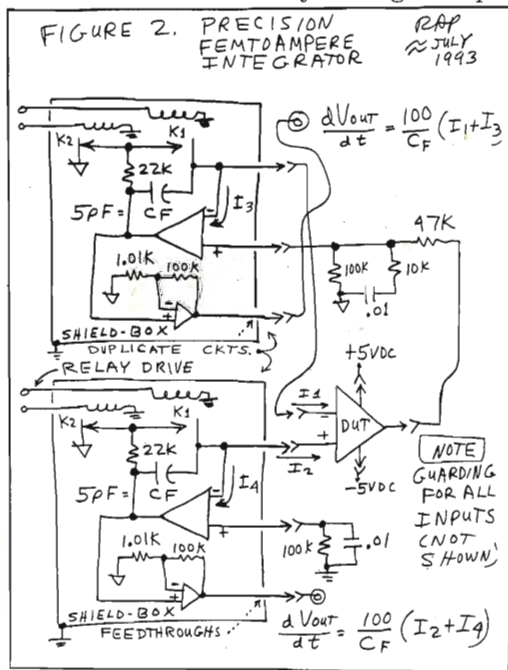 FIGURE 2. PRECISION
FEMTOAMPERE
INTEGRATOR
RAP
≈ JULY
1993
dVout/dt = 100/CF (I1+I3
K2
K1
22K
5pF =
CF
I3
-
+
1.01K
100K
-
+
SHIELD-BOX
DUPLICATE CKTS.
RELAY DRIVE
47K
100K
10K
.01
+5VDC
I1
-
+
DUT
I2
-5VDC
NOTE
GUARDING
FOR ALL
INPUTS
(NOT
SHOWN)
K2
K1
22K
5pF =
CF
I4
-
+
1.01K
100K
-
+
100K
.01
SHIELD-BOX
FEEDTHROUGHS
dVout/dt = 100/CF (I2+I4)